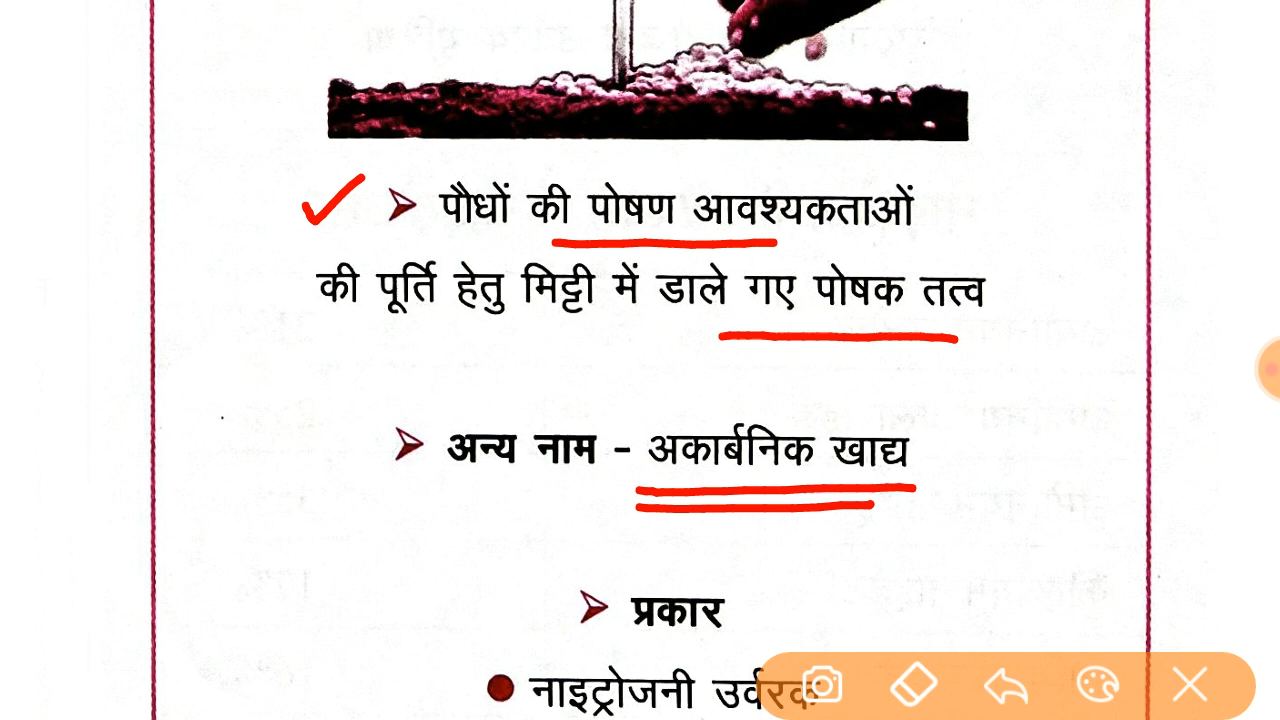 ➢ पौधों की पोषण आवश्यकताओं
की पूर्ति हेतु मिट्टी में डाले गए पोषक तत्व
➢ अन्य नाम - अकार्बनिक खाद्य
➢ प्रकार
● नाइट्रोजनी उर्वरक